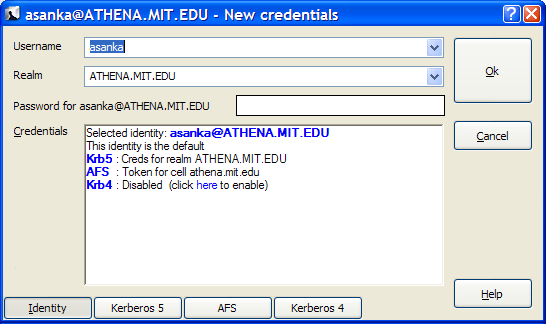 asanka@ATHENA.MIT.EDU - New credentials
Username asanka
Realm ATHENA.MIT.EDU
Ok
Password for asanka@ATHENA.MIT.EDU
Credentials
Cancel
Selected identity: asanka@ATHENA.MIT.EDU
This identity is the default
Krb5 : Creds for realm ATHENA.MIT.EDU
AFS : Token for cell athena.mit.edu
Krb4 : Disabled (click here to enable)
Help
Identity Kerberos 5 AFS Kerberos 4